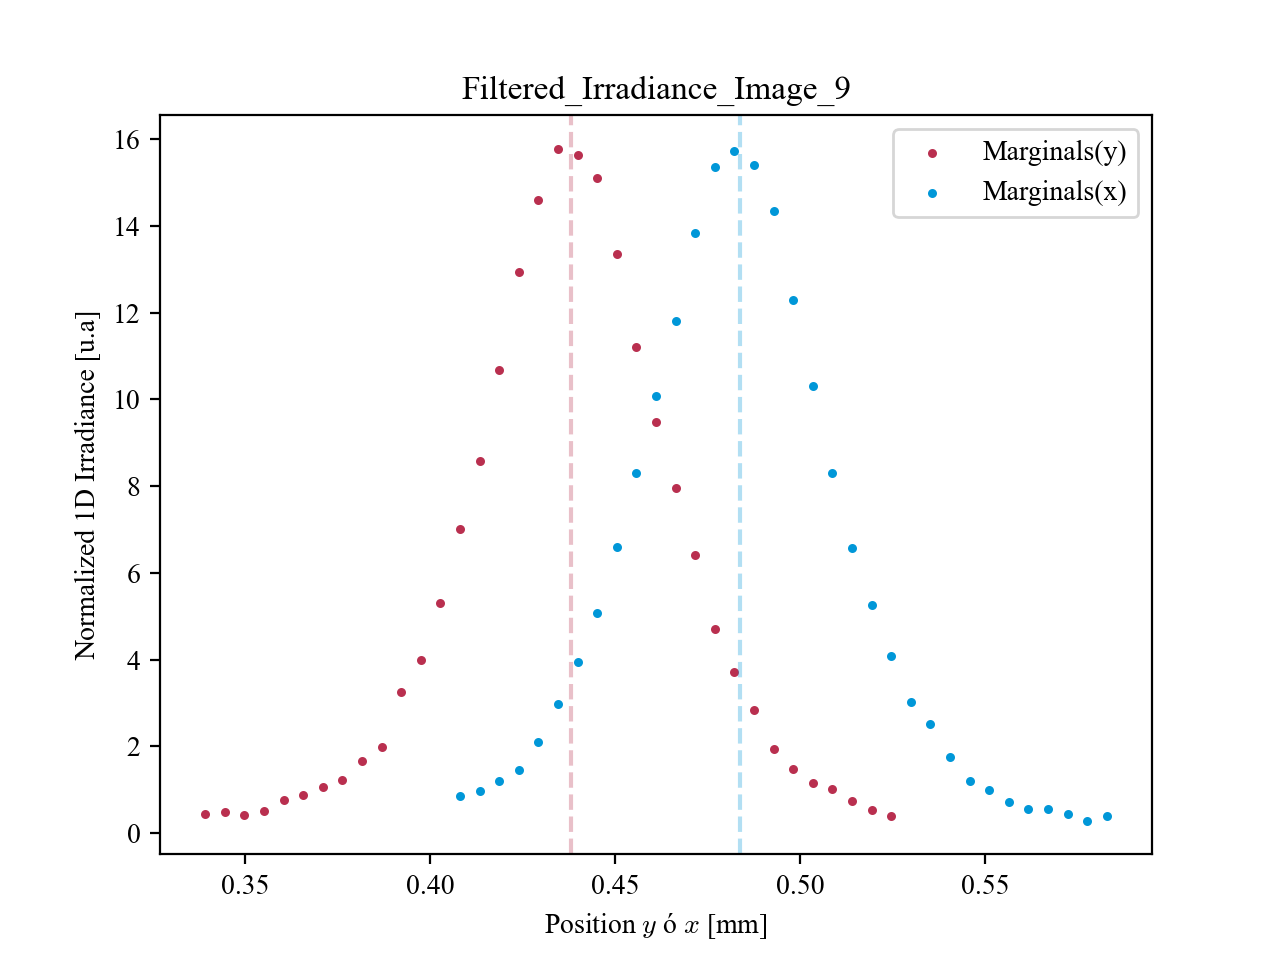 Filtered_Irradiance_Image_9
Marginals(y)
Marginals(x)
Normalized 1D Irradiance [u.a]
16
14
12
10
8
6
4
2
0
0.35 0.40 0.45 0.50 0.55
Position y ó x [mm]